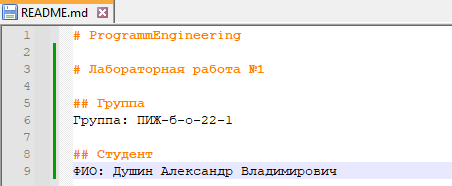 README.md
1 # ProgrammEngineering
2
3 # Лабораторная работа №1
4
5 ## Группа
6 Группа: ПИЖ-б-о-22-1
7
8 ## Студент
9 ФИО: Душин Александр Владимирович